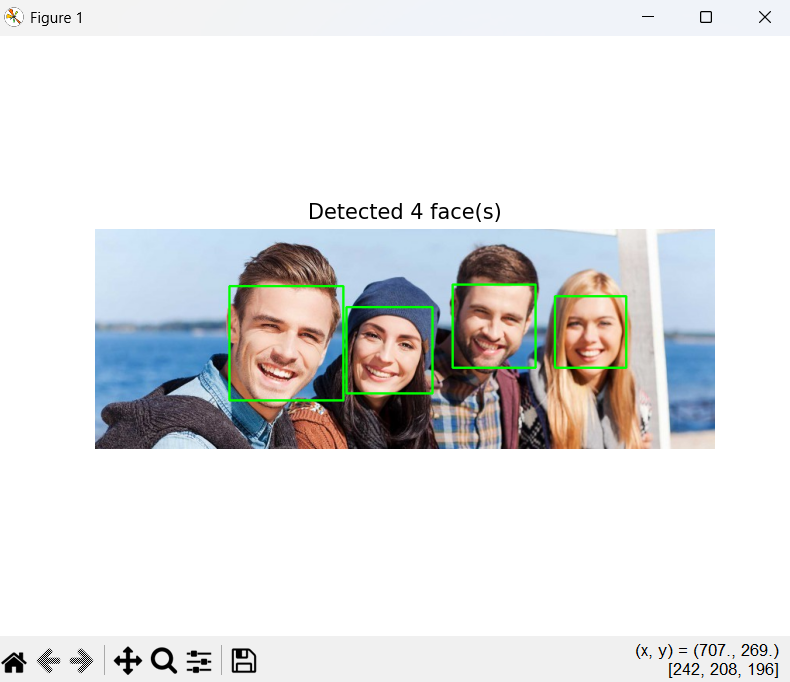 Figure 1
Detected 4 face(s)
(x, y) = (707., 269.)
[242, 208, 196]